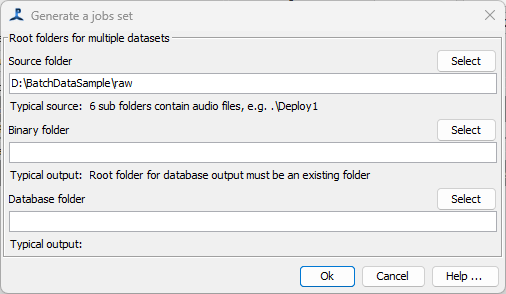 Generate a jobs set
Root folders for multiple datasets
Source folder
Select
D:\BatchDataSample\raw
Typical source: 6 sub folders contain audio files, e.g. .\Deploy1
Binary folder
Select
Typical output: Root folder for database output must be an existing folder
Database folder
Select
Typical output:
Ok
Cancel
Help ...